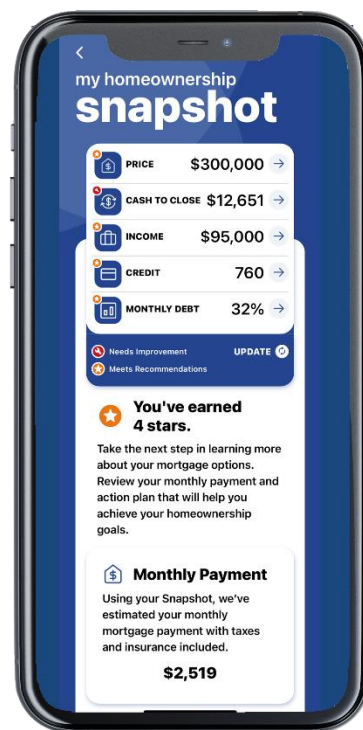 my homeownership
snapshot
PRICE $300,000
CASH TO CLOSE $12,651
INCOME $95,000
CREDIT 760
MONTHLY DEBT 32%
Needs Improvement UPDATE
Meets Recommendations
You've earned
4 stars.
Take the next step in learning more
about your mortgage options.
Review your monthly payment and
action plan that will help you
achieve your homeownership
goals.
Monthly Payment
Using your Snapshot, we've
estimated your monthly
mortgage payment with taxes
and insurance included.
$2,519